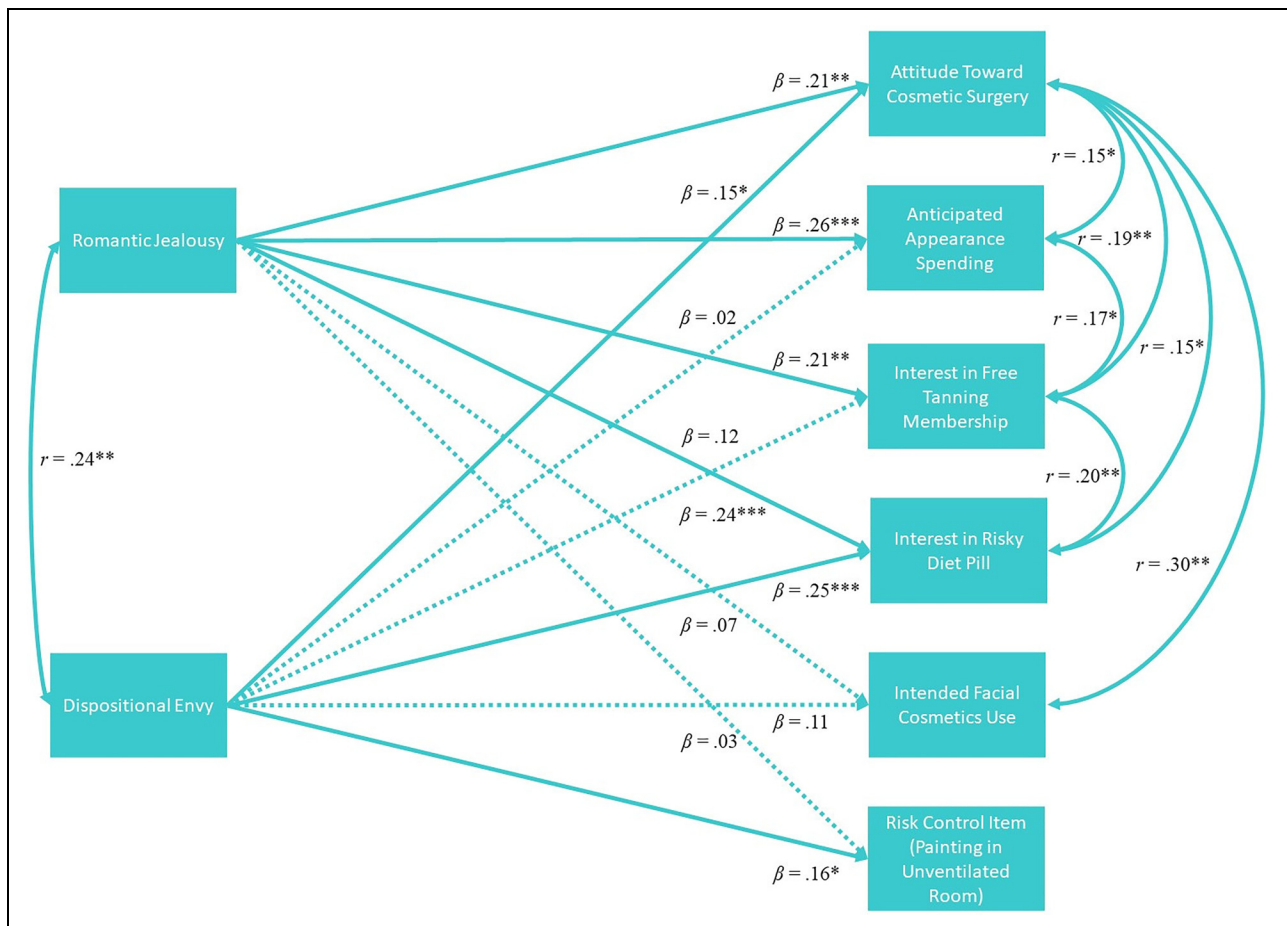 Attitude Toward
Cosmetic Surgery
β = .21**
r = .15*
β = .15*
Romantic Jealousy
Anticipated
Appearance
Spending
β = .26***
r = .19**
β = .02
r = .17*
β = .21**
r = .15*
Interest in Free
Tanning
Membership
β = .12
r = .24**
r = .20**
β = .24***
Interest in Risky
Diet Pill
r = .30**
β = .25***
β = .07
Dispositional Envy
Intended Facial
Cosmetics Use
β = .11
β = .03
Risk Control Item
(Painting in
Unventilated
Room)
β = .16*